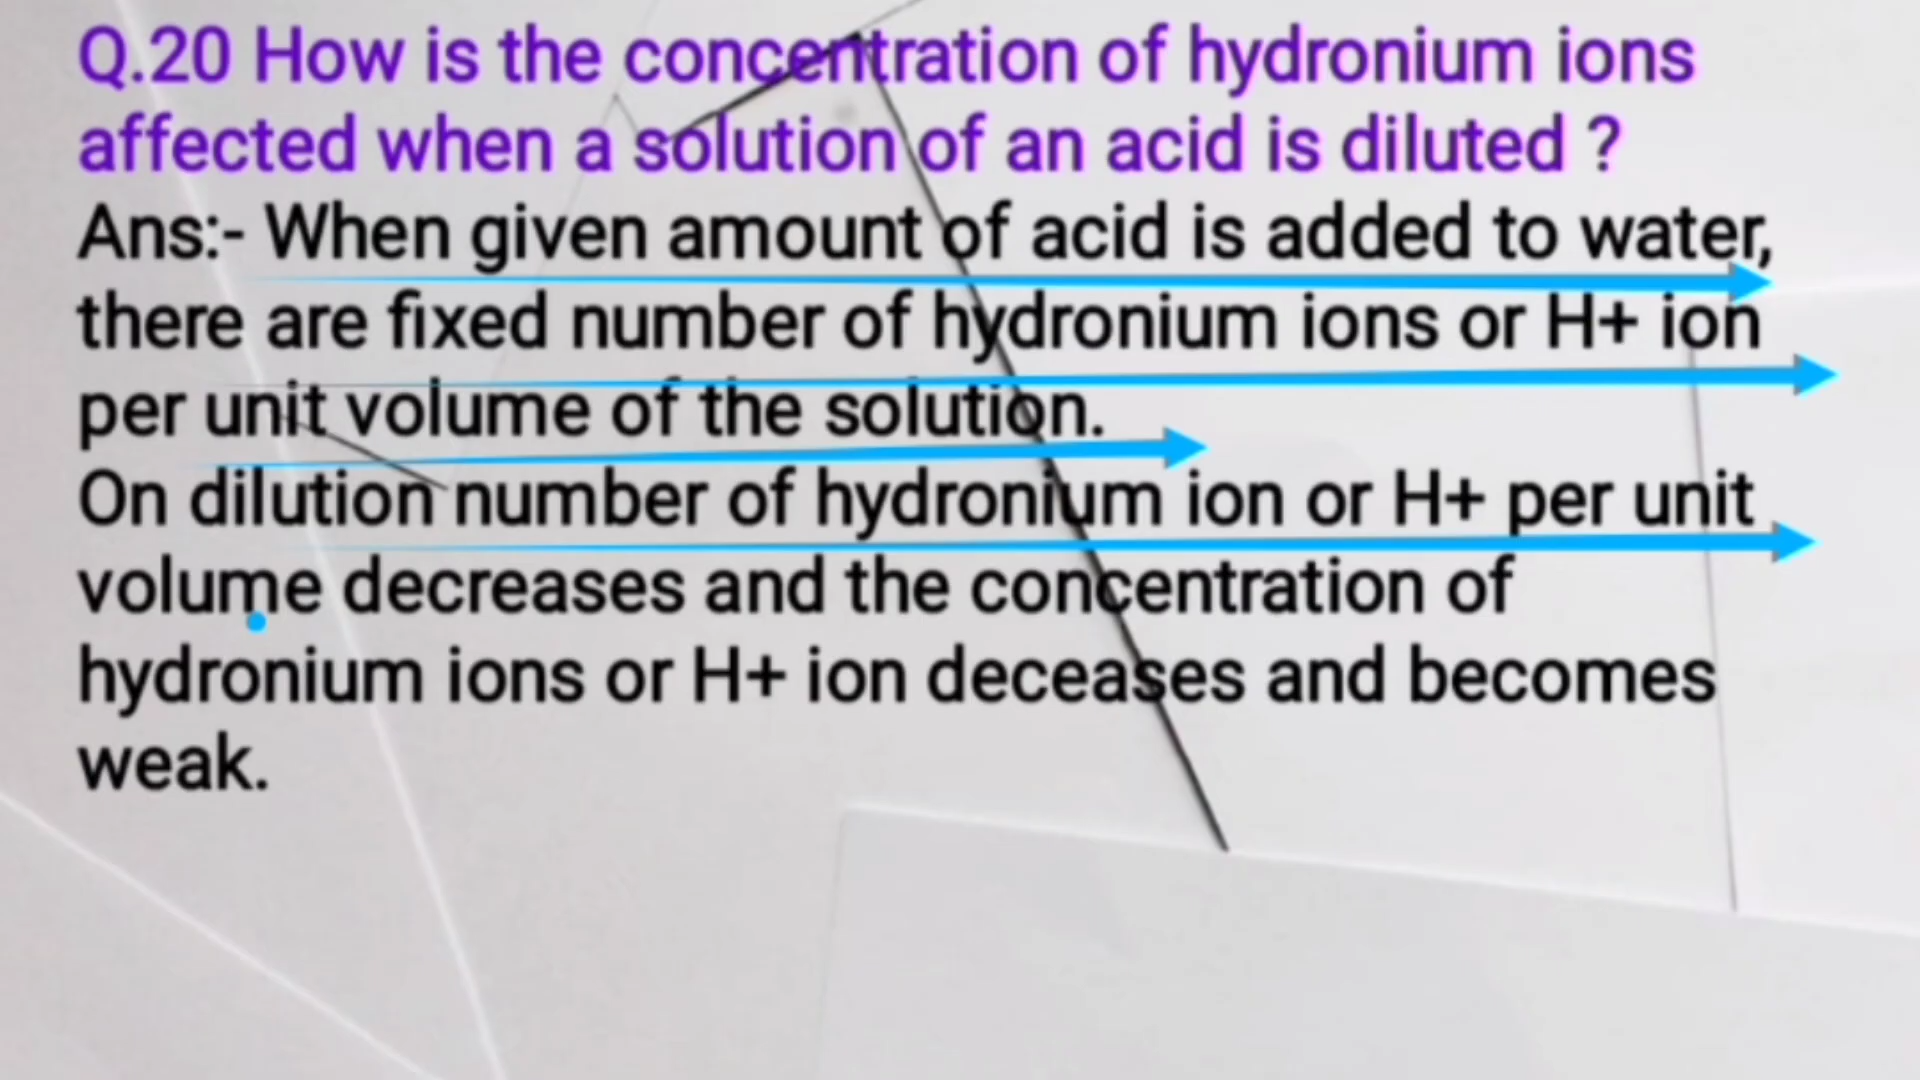 Q.20 How is the concentration of hydronium ions
affected when a solution of an acid is diluted ?
Ans:- When given amount of acid is added to water,
there are fixed number of hydronium ions or H+ ion
per unit volume of the solution.
On dilution number of hydronium ion or H+ per unit
volume decreases and the concentration of
hydronium ions or H+ ion deceases and becomes
weak.